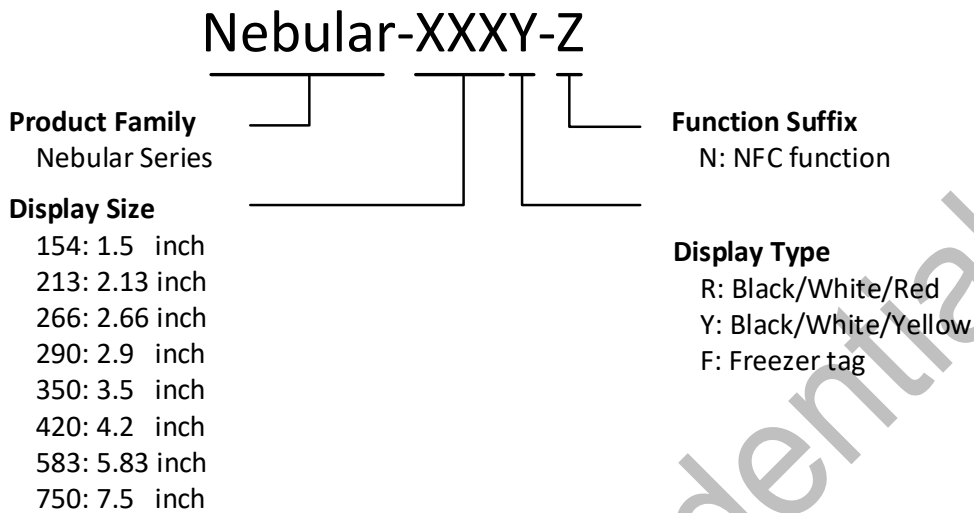 Nebular-XXXY-Z
Product Family
Nebular Series
Display Size
154: 1.5 inch
213: 2.13 inch
266: 2.66 inch
290: 2.9 inch
350: 3.5 inch
420: 4.2 inch
583: 5.83 inch
750: 7.5 inch
Function Suffix
N: NFC function
Display Type
R: Black/White/Red
Y: Black/White/Yellow
F: Freezer tag